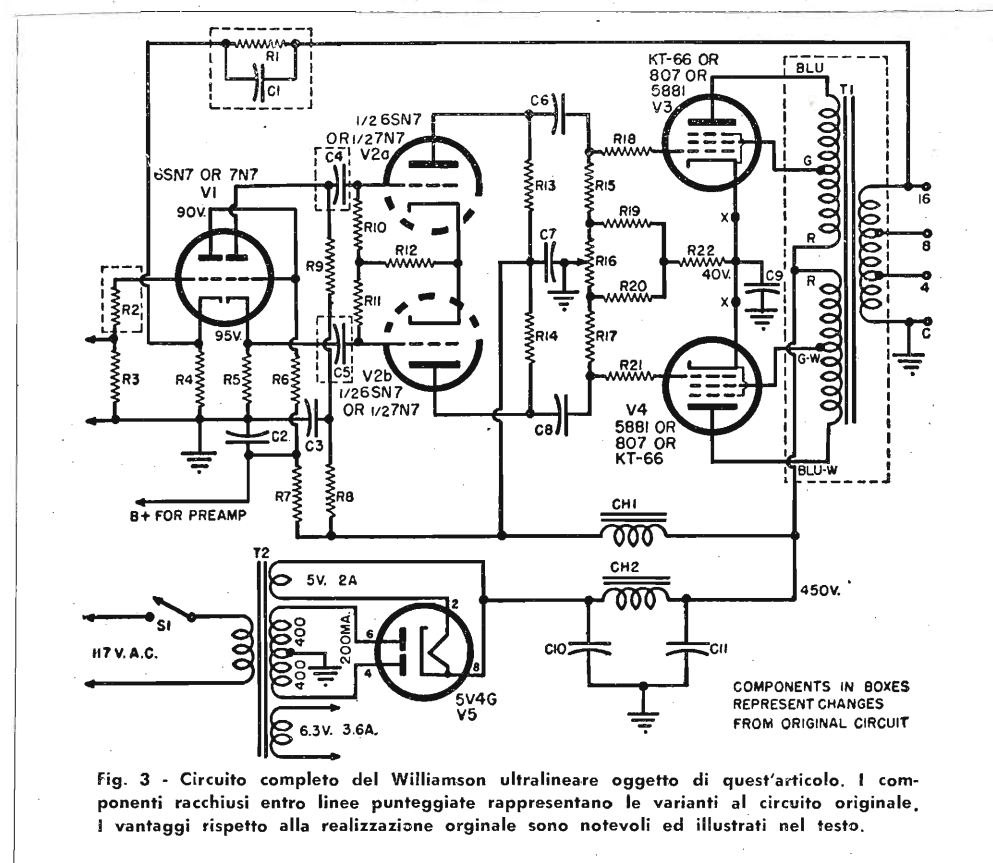 R1
C1
KT-66 OR
807 OR
5881
V3
BLU
T1
1/2 6SN7
OR 1/27N7
V2a
C6
C4
R18
6SN7 OR 7N7
V1
90V.
R10
R13
R15
G
16
R19
X
R12
C7
R9
R16
R22
40V.
R
8
R11
C9
R
R2
R20
X
4
95V.
C5
R14
R17
G-W
C
R3
R4
R5
R6
V2b
1/26SN7
OR 1/27N7
R21
C2
C3
C8
V4
5881 OR
807 OR
KT-66
R7
R8
BLU-W
B+ FOR PREAMP
CH1
T2
CH2
5V. 2A
450V.
2
S1
400
400
200MA.
6
4
8
117 V. A.C.
C10
C11
5V4G
V5
6.3V. 3.6A.
COMPONENTS IN BOXES
REPRESENT CHANGES
FROM ORIGINAL CIRCUIT
Fig. 3 - Circuito completo del Williamson ultralineare oggetto di quest'articolo. I com-
ponenti racchiusi entro linee punteggiate rappresentano le varianti al circuito originale.
I vantaggi rispetto alla realizzazione orginale sono notevoli ed illustrati nel testo.